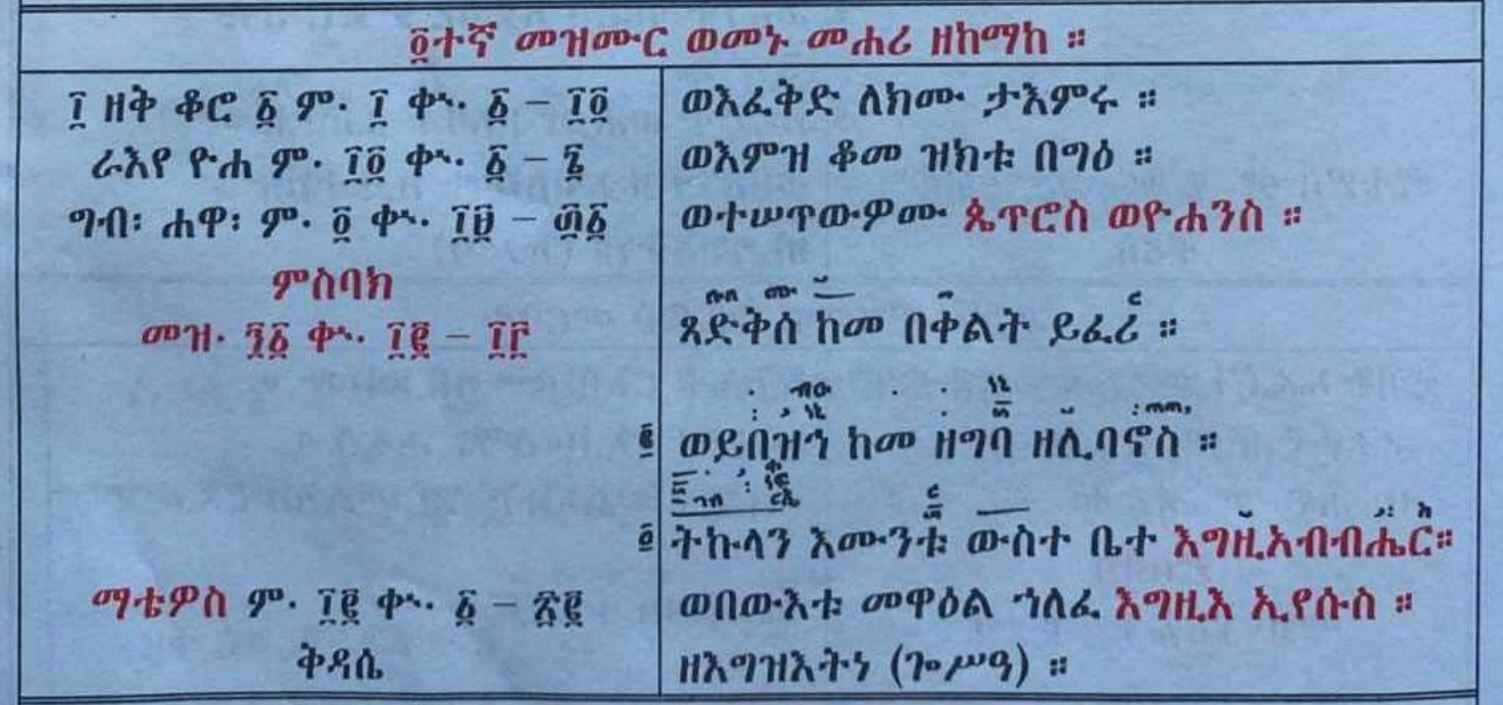 ፬ተኛ መዝሙር ወመኑ መሐሪ ዘከማከ ።
፲ ዘቅ ቆሮ ፩ ም. ፲ ቍ. ፩ – ፲፬ ወእፈቅድ ለክሙ ታእምሩ ።
ራእየ ዮሐ ም. ፲፬ ቍ. ፩ – ፮ ወእምዝ ቆመ ዝክቱ በግዕ ።
ግብ፡ ሐዋ፡ ም. ፬ ቍ. ፲፱ – ፴፩ ወተሠጥውዎሙ ጴጥሮስ ወዮሐንስ ።
ምስባክ
መዝ. ፺፩ ቍ. ፲፪ – ፲፫ ጻድቅሰ ከመ በቀልት ይፈሪ ።
፪ ወይበዝኅ ከመ ዘግባ ዘሊባኖስ ።
፬ ትኩላን እሙንቱ ውስተ ቤተ እግዚአብብሔር።
ማቴዎስ ም. ፲፪ ቍ. ፩ – ፳፪ ወበውእቱ መዋዕል ኀለፈ እግዚእ ኢየሱስ ።
ቅዳሴ ዘእግዝእትነ (ጐሥዓ) ።